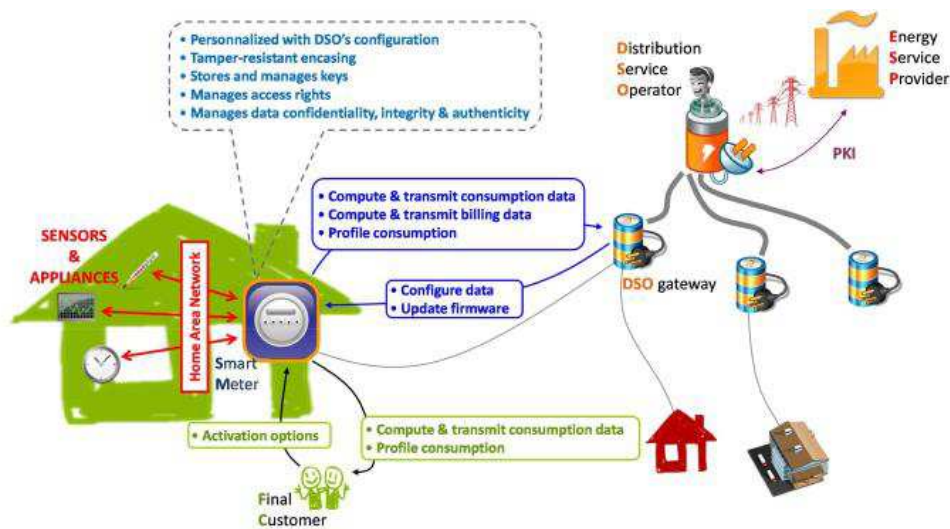 • Personnalized with DSO's configuration
• Tamper-resistant encasing
• Stores and manages keys
• Manages access rights
• Manages data confidentiality, integrity & authenticity
Distribution
Service
Operator
Energy
Service
Provider
PKI
• Compute & transmit consumption data
• Compute & transmit billing data
• Profile consumption
SENSORS
&
APPLIANCES
Home Area Network
• Configure data
• Update firmware
DSO gateway
Smart
Meter
• Activation options
• Compute & transmit consumption data
• Profile consumption
Final
Customer